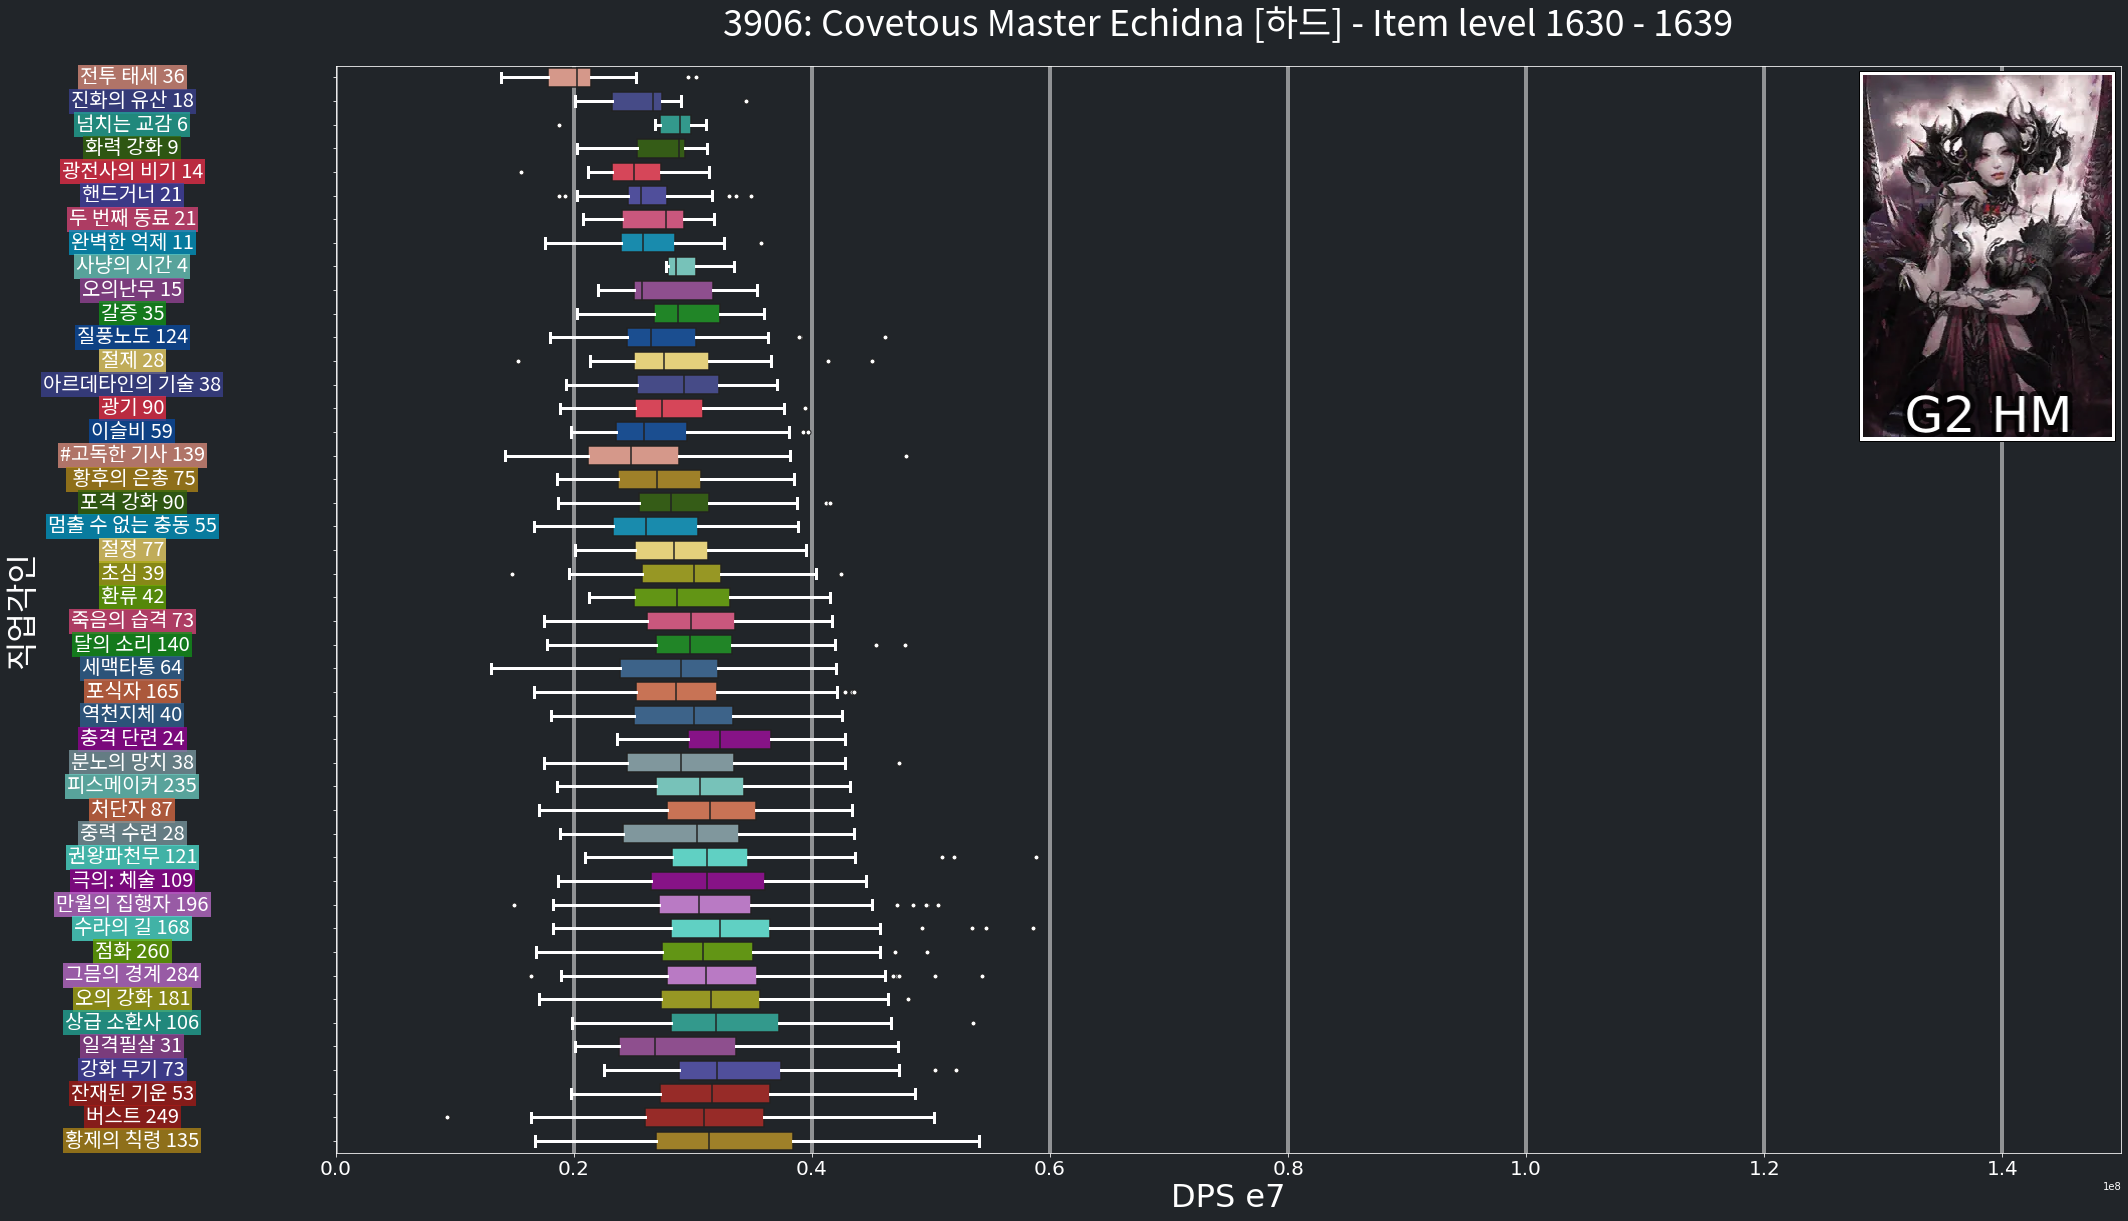 3906: Covetous Master Echidna [하드] - Item level 1630 - 1639
전투 태세 36
진화의 유산 18
넘치는 교감 6
화력 강화 9
광전사의 비기 14
핸드거너 21
두 번째 동료 21
완벽한 억제 11
사냥의 시간 4
오의난무 15
갈증 35
질풍노도 124
절제 28
아르데타인의 기술 38
광기 90
이슬비 59
#고독한 기사 139
황후의 은총 75
포격 강화 90
멈출 수 없는 충동 55
절정 77
초심 39
환류 42
죽음의 습격 73
달의 소리 140
세맥타통 64
포식자 165
역천지체 40
충격 단련 24
분노의 망치 38
피스메이커 235
처단자 87
중력 수련 28
권왕파천무 121
극의: 체술 109
만월의 집행자 196
수라의 길 168
점화 260
그믐의 경계 284
오의 강화 181
상급 소환사 106
일격필살 31
강화 무기 73
잔재된 기운 53
버스트 249
황제의 칙령 135
직업각인
G2 HM
0.0 0.2 0.4 0.6 0.8 1.0 1.2 1.4
1e8
DPS e7